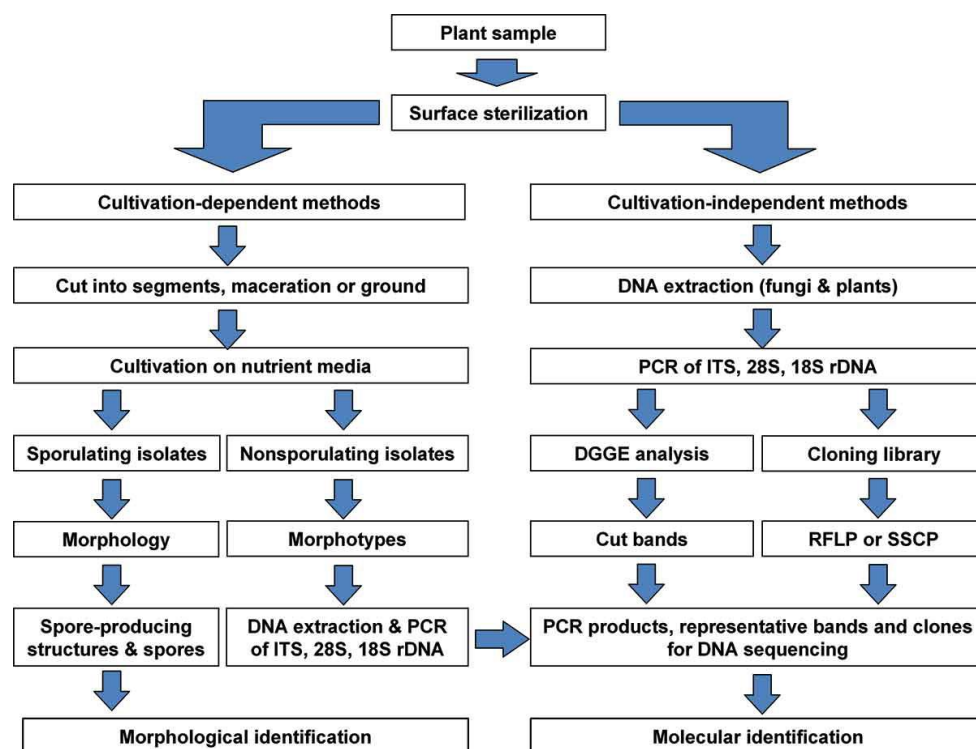 Plant sample
Surface sterilization
Cultivation-dependent methods
Cultivation-independent methods
Cut into segments, maceration or ground
DNA extraction (fungi & plants)
Cultivation on nutrient media
PCR of ITS, 28S, 18S rDNA
Sporulating isolates
Nonsporulating isolates
DGGE analysis
Cloning library
Morphology
Morphotypes
Cut bands
RFLP or SSCP
Spore-producing
structures & spores
DNA extraction & PCR
of ITS, 28S, 18S rDNA
PCR products, representative bands and clones
for DNA sequencing
Morphological identification
Molecular identification